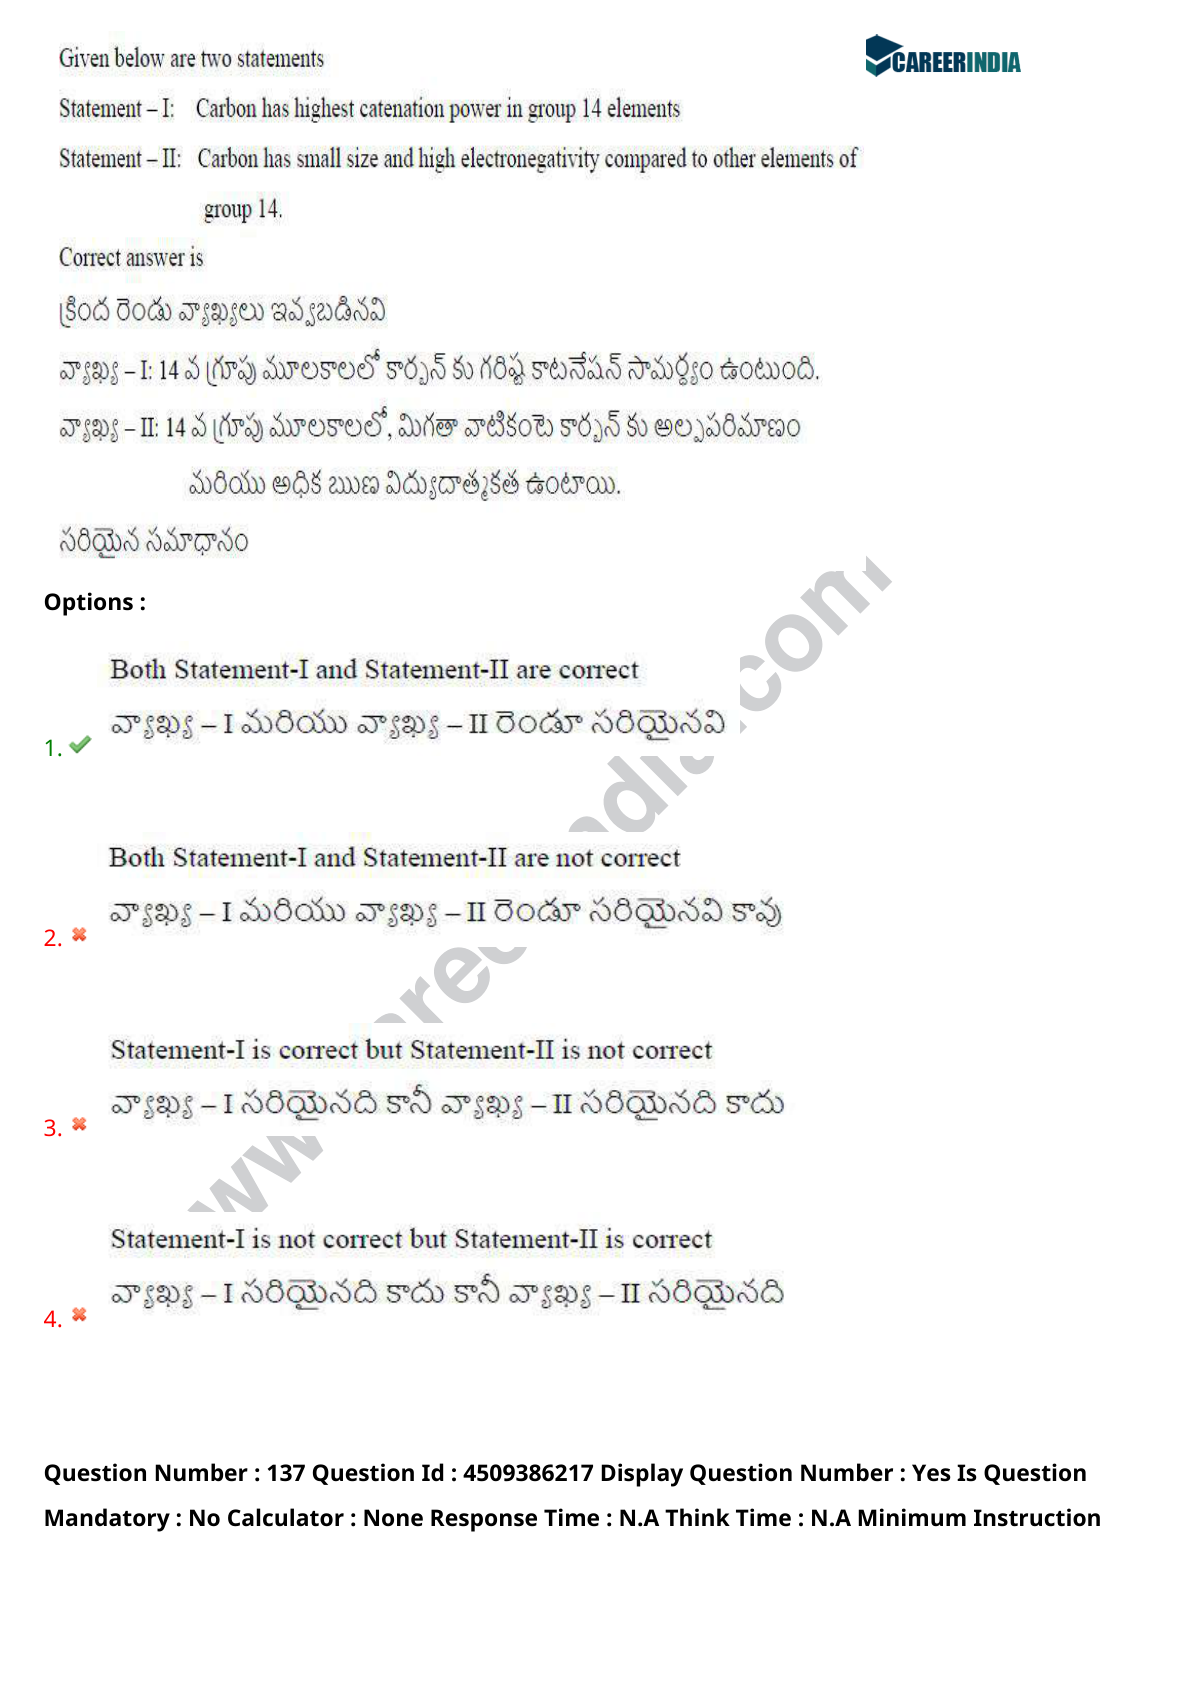 CAREERINDIA
Given below are two statements
Statement – I: Carbon has highest catenation power in group 14 elements
Statement – II: Carbon has small size and high electronegativity compared to other elements of
group 14.
Correct answer is
క్రింద రెండు వ్యాఖ్యలు ఇవ్వబడినవి
వ్యాఖ్య – I: 14 వ గ్రూపు మూలకాలలో కార్బన్ కు గరిష్ట కాటనేషన్ సామర్థ్యం ఉంటుంది.
వ్యాఖ్య – II: 14 వ గ్రూపు మూలకాలలో, మిగతా వాటికంటె కార్బన్ కు అల్పపరిమాణం
మరియు అధిక ఋణ విద్యుదాత్మకత ఉంటాయి.
సరియైన సమాధానం
Options :
Both Statement-I and Statement-II are correct
వ్యాఖ్య – I మరియు వ్యాఖ్య – II రెండూ సరియైనవి
1.
Both Statement-I and Statement-II are not correct
వ్యాఖ్య – I మరియు వ్యాఖ్య – II రెండూ సరియైనవి కావు
2.
Statement-I is correct but Statement-II is not correct
వ్యాఖ్య – I సరియైనది కానీ వ్యాఖ్య – II సరియైనది కాదు
3.
Statement-I is not correct but Statement-II is correct
వ్యాఖ్య – I సరియైనది కాదు కానీ వ్యాఖ్య – II సరియైనది
4.
Question Number : 137 Question Id : 4509386217 Display Question Number : Yes Is Question
Mandatory : No Calculator : None Response Time : N.A Think Time : N.A Minimum Instruction